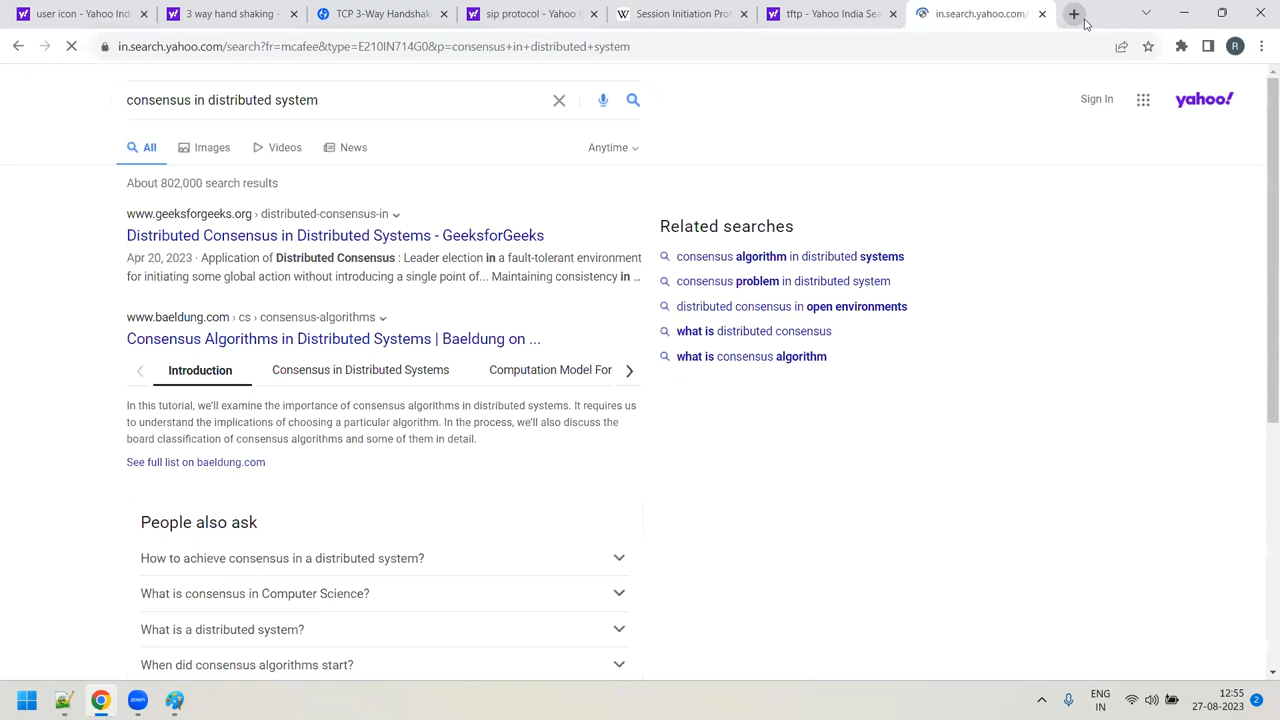 user agent - Yahoo Ind
3 way hand shaking -
TCP 3-Way Handshak
sip protocol - Yahoo I
Session Initiation Prot
tftp - Yahoo India Sea
in.search.yahoo.com/
in.search.yahoo.com/search?fr=mcafee&type=E210IN714G0&p=consensus+in+distributed+system
R
consensus in distributed system
Sign In
yahoo!
All
Images
Videos
News
Anytime
About 802,000 search results
www.geeksforgeeks.org › distributed-consensus-in
Distributed Consensus in Distributed Systems - GeeksforGeeks
Apr 20, 2023 · Application of Distributed Consensus : Leader election in a fault-tolerant environment
for initiating some global action without introducing a single point of... Maintaining consistency in ...
www.baeldung.com › cs › consensus-algorithms
Consensus Algorithms in Distributed Systems | Baeldung on ...
Introduction
Consensus in Distributed Systems
Computation Model For
In this tutorial, we'll examine the importance of consensus algorithms in distributed systems. It requires us
to understand the implications of choosing a particular algorithm. In the process, we'll also discuss the
board classification of consensus algorithms and some of them in detail.
See full list on baeldung.com
People also ask
How to achieve consensus in a distributed system?
What is consensus in Computer Science?
What is a distributed system?
When did consensus algorithms start?
Related searches
consensus algorithm in distributed systems
consensus problem in distributed system
distributed consensus in open environments
what is distributed consensus
what is consensus algorithm
zoom
ENG
IN
12:55
27-08-2023
2